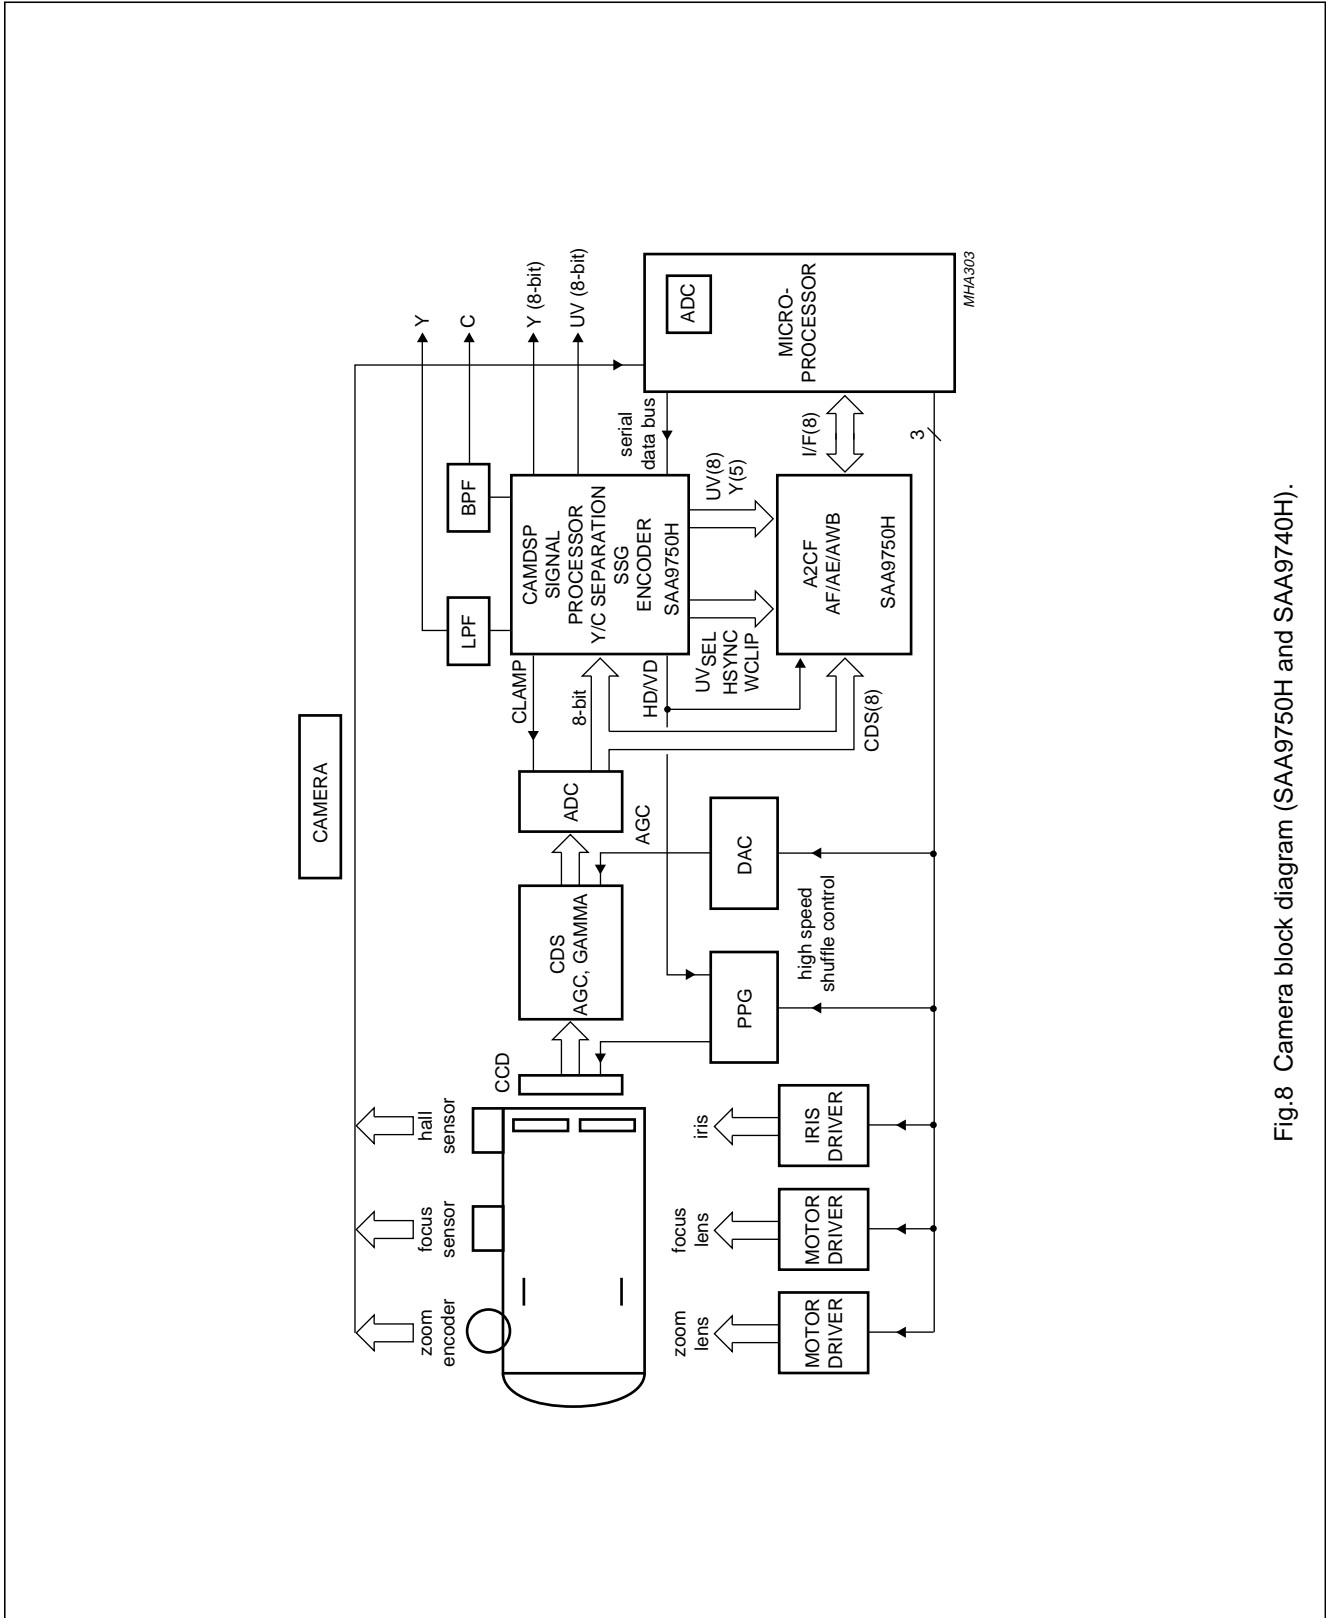 CAMERA
zoom
encoder
focus
sensor
hall
sensor
Y
C
LPF
BPF
Y (8-bit)
UV (8-bit)
CCD
CDS
AGC, GAMMA
ADC
CLAMP
8-bit
HD/VD
CAMDSP
SIGNAL
PROCESSOR
Y/C SEPARATION
SSG
ENCODER
SAA9750H
serial
data bus
ADC
MICRO-
PROCESSOR
AGC
UVSEL
HSYNC
WCLIP
UV(8)
Y(5)
zoom
lens
focus
lens
iris
PPG
DAC
high speed
shuffle control
CDS(8)
A2CF
AF/AE/AWB
SAA9750H
I/F(8)
3
MOTOR
DRIVER
MOTOR
DRIVER
IRIS
DRIVER
MHA303
Fig.8 Camera block diagram (SAA9750H and SAA9740H).